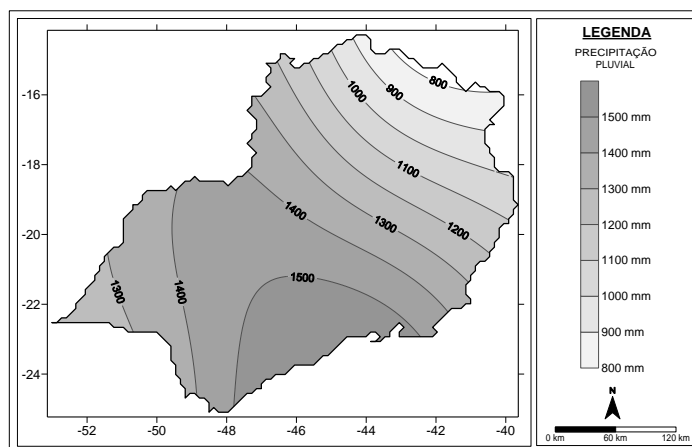 LEGENDA
PRECIPITAÇÃO
PLUVIAL
1500 mm
1400 mm
1300 mm
1200 mm
1100 mm
1000 mm
900 mm
800 mm
N
0 km 60 km 120 km
-16
-18
-20
-22
-24
-52 -50 -48 -46 -44 -42 -40
800
900
1000
1100
1200
1300
1400
1500
1400
1300